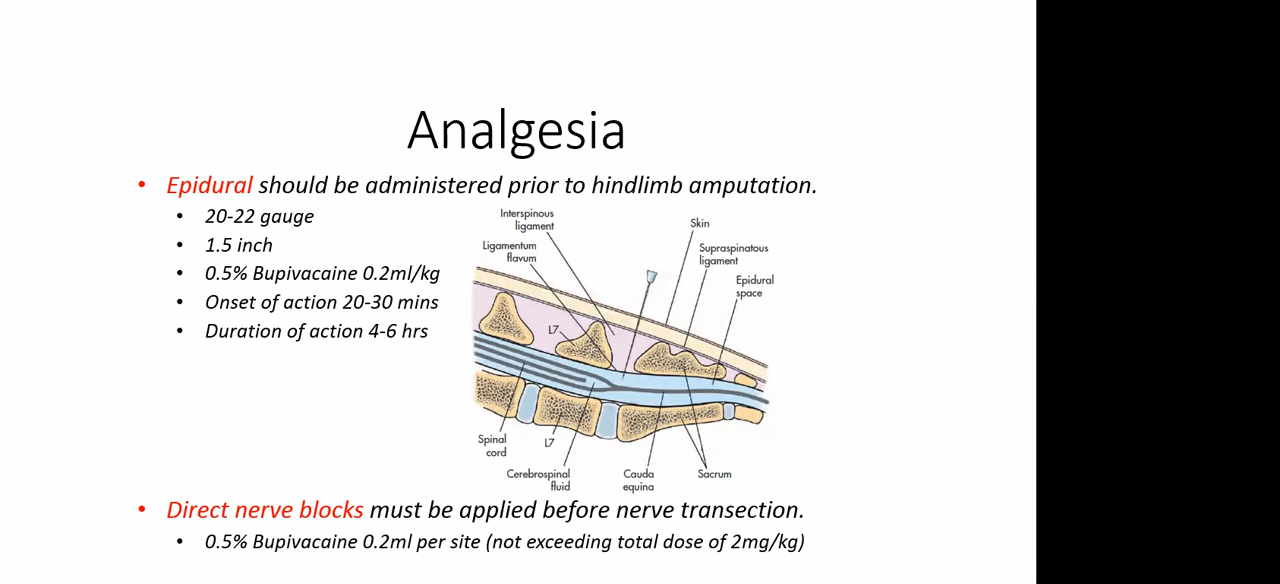 Analgesia
• Epidural should be administered prior to hindlimb amputation.
• 20-22 gauge
• 1.5 inch
• 0.5% Bupivacaine 0.2ml/kg
• Onset of action 20-30 mins
• Duration of action 4-6 hrs
Interspinous
ligament
Ligamentum
flavum
Skin
Supraspinatous
ligament
Epidural
space
L7
Spinal
cord
L7
Cerebrospinal
fluid
Cauda
equina
Sacrum
• Direct nerve blocks must be applied before nerve transection.
• 0.5% Bupivacaine 0.2ml per site (not exceeding total dose of 2mg/kg)